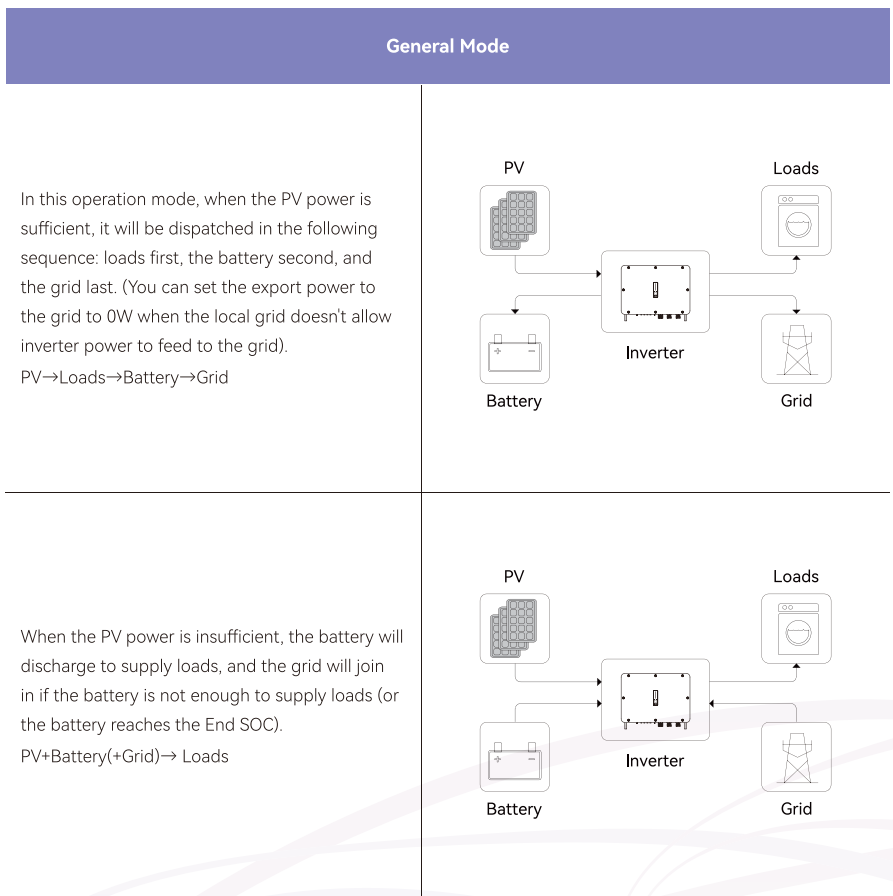 General Mode
In this operation mode, when the PV power is
sufficient, it will be dispatched in the following
sequence: loads first, the battery second, and
the grid last. (You can set the export power to
the grid to 0W when the local grid doesn't allow
inverter power to feed to the grid).
PV→Loads→Battery→Grid
PV
Loads
Inverter
Battery
Grid
When the PV power is insufficient, the battery will
discharge to supply loads, and the grid will join
in if the battery is not enough to supply loads (or
the battery reaches the End SOC).
PV+Battery(+Grid)→ Loads
PV
Loads
Inverter
Battery
Grid